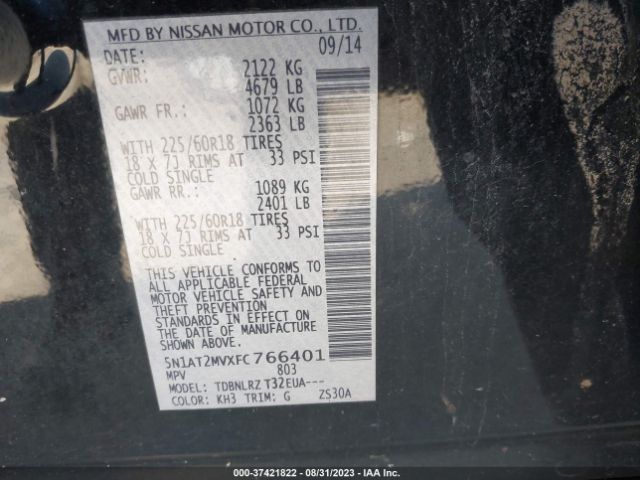 MFD BY NISSAN MOTOR CO., LTD.
DATE: 09/14
GVWR: 2122 KG
4679 LB
GAWR FR.: 1072 KG
2363 LB
WITH 225/60R18 TIRES
18 X 7J RIMS AT 33 PSI
COLD SINGLE
GAWR RR.: 1089 KG
2401 LB
WITH 225/60R18 TIRES
18 X 7J RIMS AT 33 PSI
COLD SINGLE
THIS VEHICLE CONFORMS TO
ALL APPLICABLE FEDERAL
MOTOR VEHICLE SAFETY AND
THEFT PREVENTION
STANDARDS IN EFFECT ON
THE DATE OF MANUFACTURE
SHOWN ABOVE.
5N1AT2MVXFC766401
MPV 803
MODEL: TDBNLRZ T32EUA---
COLOR: KH3 TRIM: G ZS30A
000-37421822 - 08/31/2023 - IAA Inc.